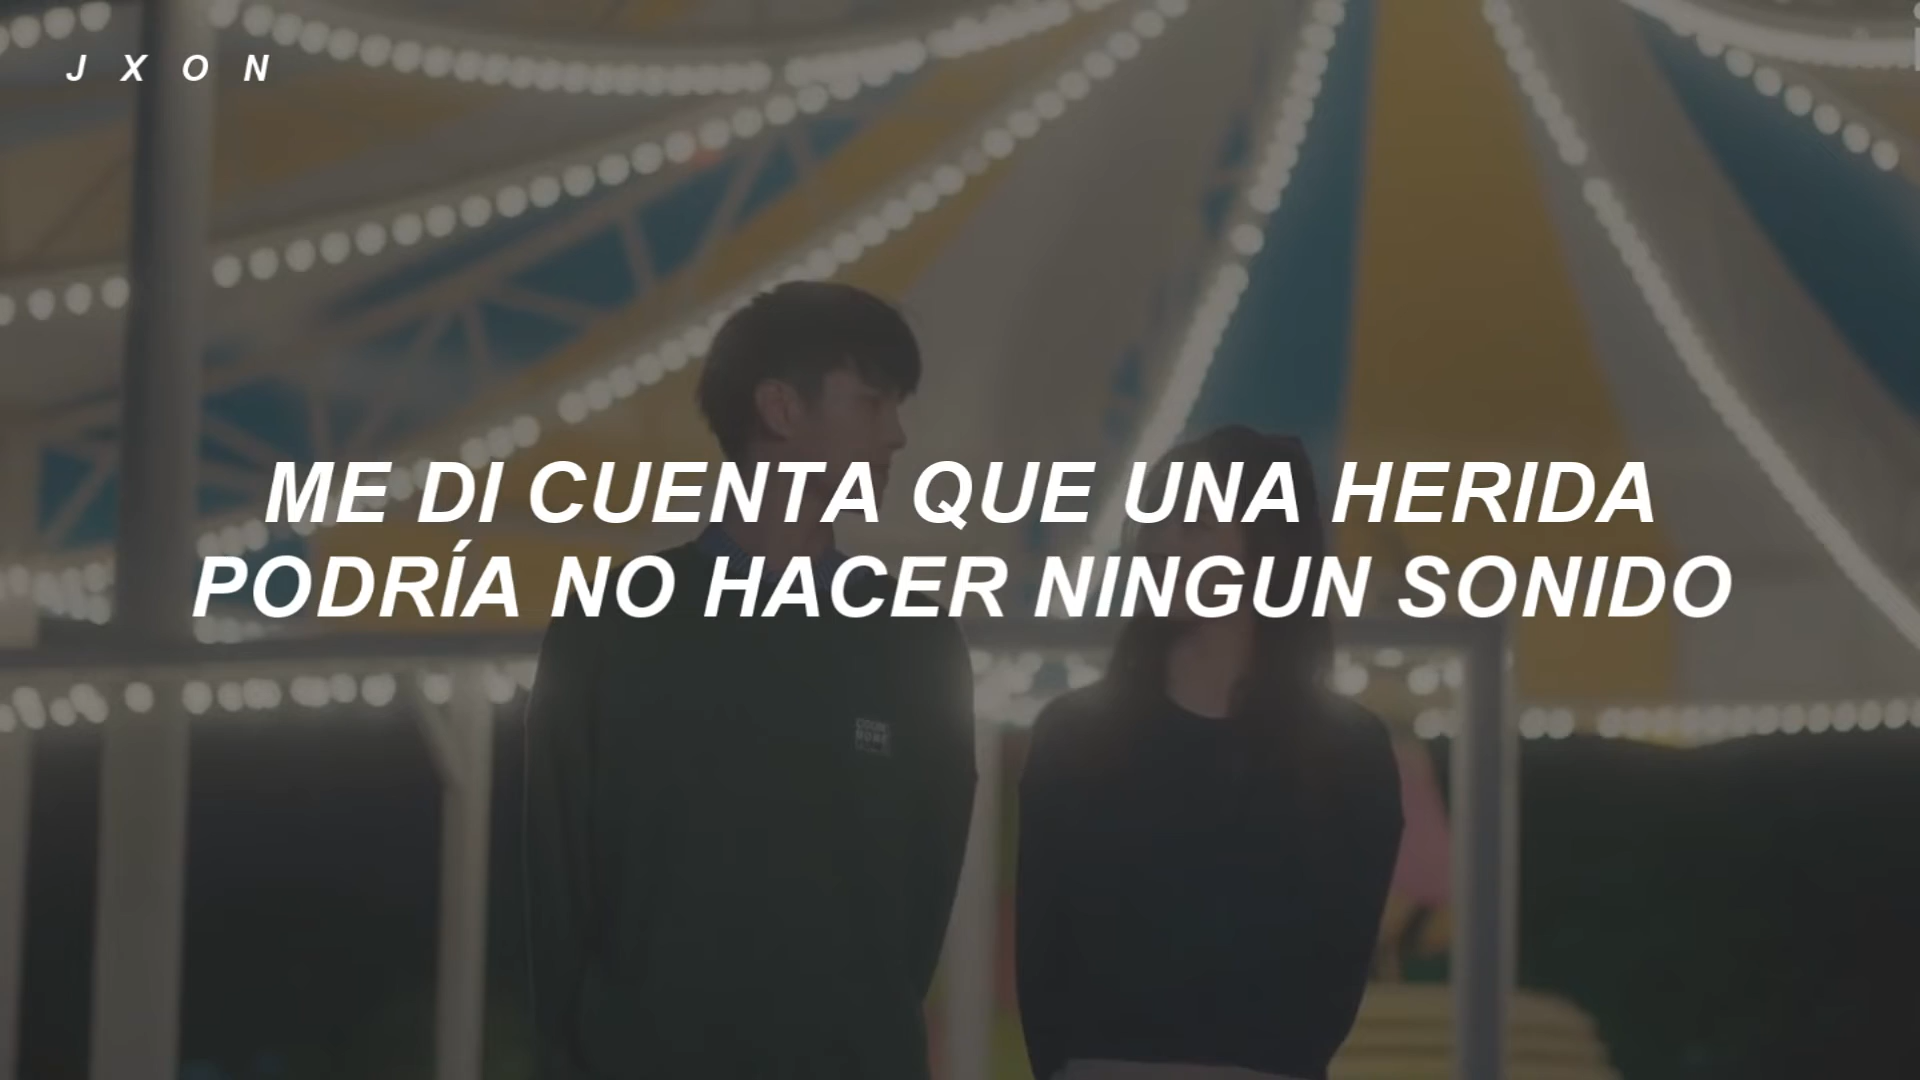 J X O N
ME DI CUENTA QUE UNA HERIDA
PODRÍA NO HACER NINGUN SONIDO